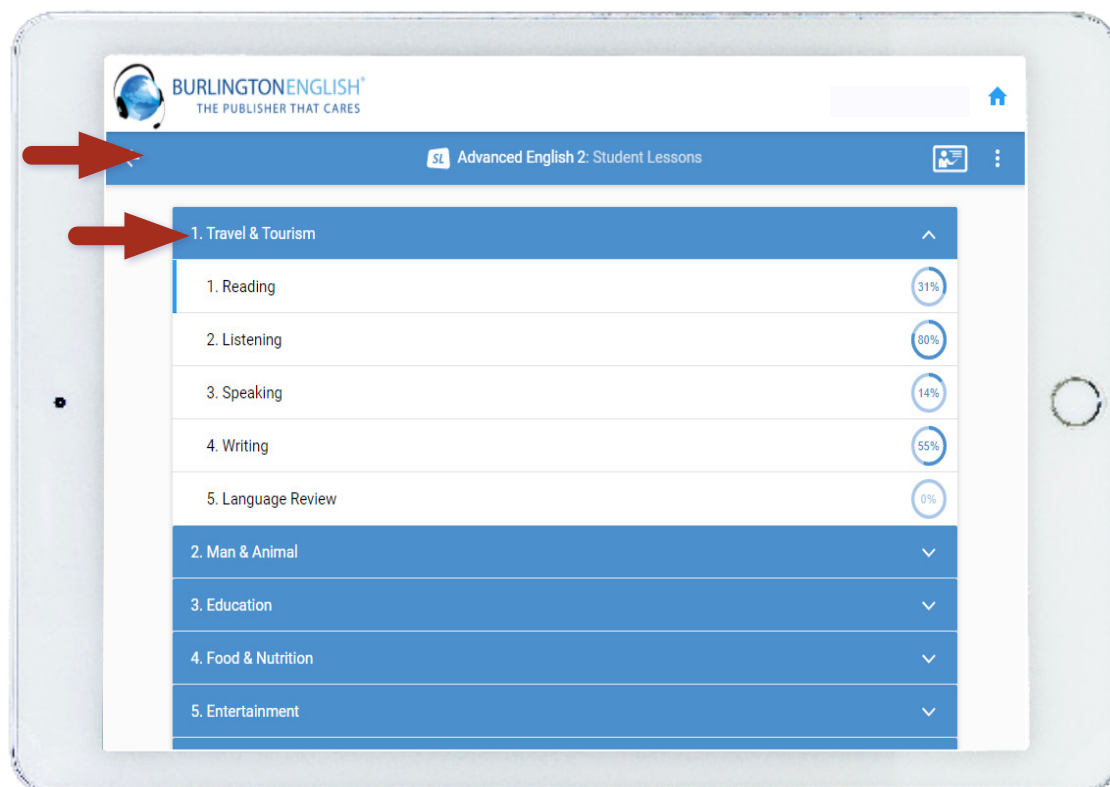 BURLINGTONENGLISH®
THE PUBLISHER THAT CARES
SL Advanced English 2: Student Lessons
1. Travel & Tourism
1. Reading 31%
2. Listening 80%
3. Speaking 14%
4. Writing 55%
5. Language Review 0%
2. Man & Animal
3. Education
4. Food & Nutrition
5. Entertainment